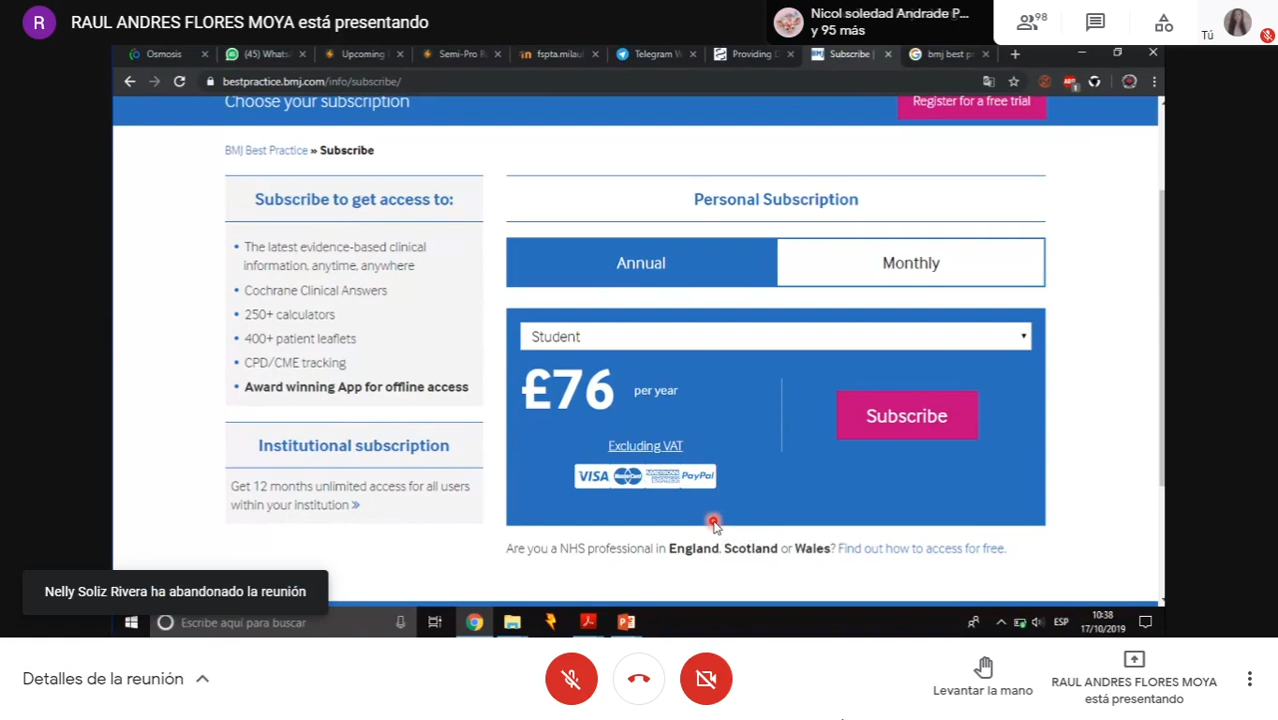 R RAUL ANDRES FLORES MOYA está presentando
Nicol soledad Andrade P...
y 95 más
98
Tú
Osmosis
(45) Whats
Upcoming
Semi-Pro R
fspta.milau
Telegram W
Providing D
Subscribe |
bmj best p
bestpractice.bmj.com/info/subscribe/
Choose your subscription
Register for a free trial
BMJ Best Practice » Subscribe
Subscribe to get access to:
• The latest evidence-based clinical
information, anytime, anywhere
• Cochrane Clinical Answers
• 250+ calculators
• 400+ patient leaflets
• CPD/CME tracking
• Award winning App for offline access
Institutional subscription
Get 12 months unlimited access for all users
within your institution »
Personal Subscription
Annual
Monthly
Student
£76 per year
Subscribe
Excluding VAT
VISA MasterCard AMERICAN EXPRESS PayPal
Are you a NHS professional in England, Scotland or Wales? Find out how to access for free.
Nelly Soliz Rivera ha abandonado la reunión
Escribe aquí para buscar
ESP
10:38
17/10/2019
Detalles de la reunión
Levantar la mano
RAUL ANDRES FLORES MOYA
está presentando